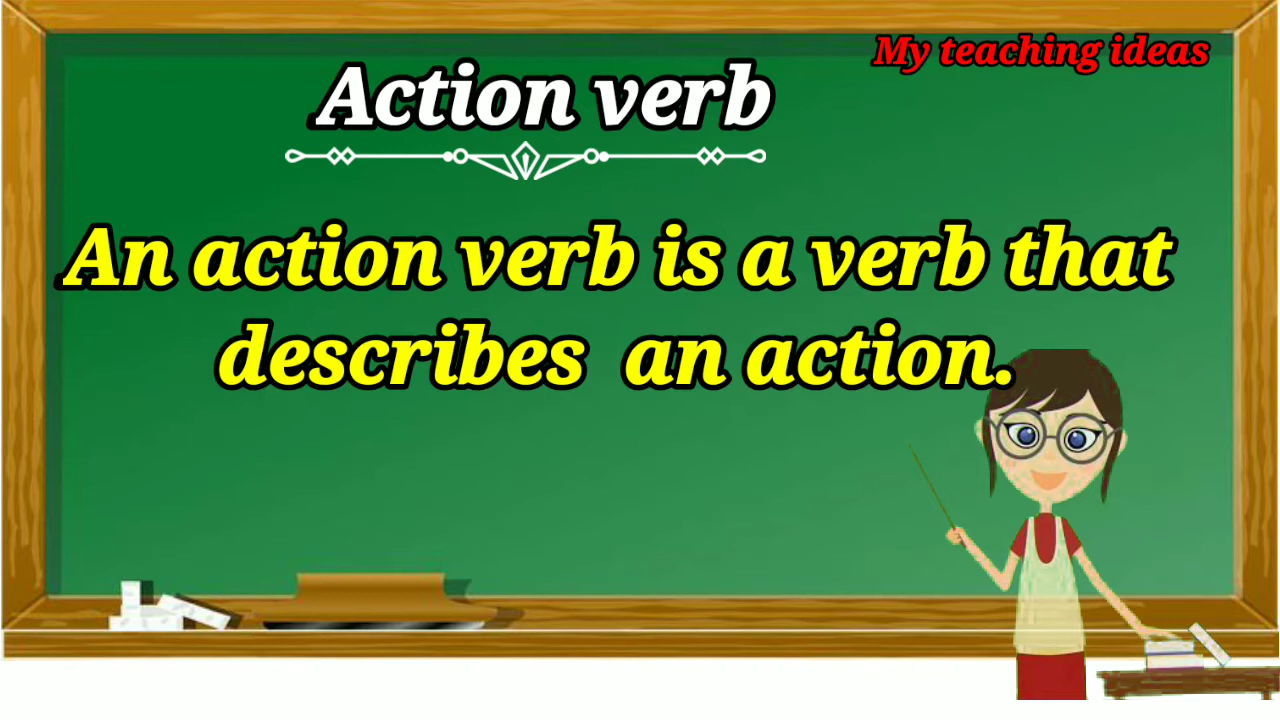 My teaching ideas
Action verb
An action verb is a verb that
describes an action.